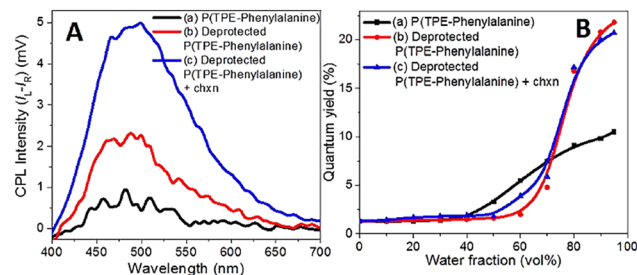 A
(a) P(TPE-Phenylalanine)
(b) Deprotected
P(TPE-Phenylalanine)
(c) Deprotected
P(TPE-Phenylalanine)
+ chxn
CPL Intensity (I_L-I_R) (mV)
5
4
3
2
1
0
400 450 500 550 600 650 700
Wavelength (nm)
B
(a) P(TPE-Phenylalanine)
(b) Deprotected
P(TPE-Phenylalanine)
(c) Deprotected
P(TPE-Phenylalanine) + chxn
Quantum yield (%)
20
15
10
5
0
0 20 40 60 80 100
Water fraction (vol%)